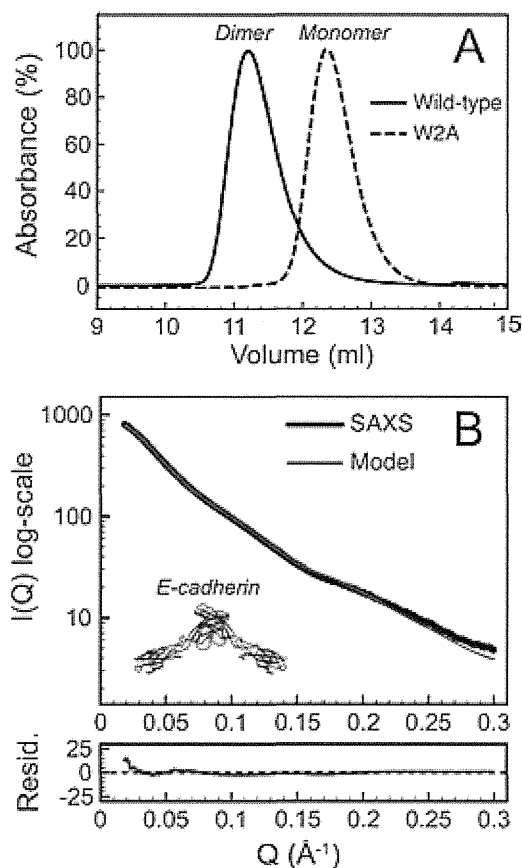 Dimer Monomer
A
Wild-type
W2A
Absorbance (%)
100
80
60
40
20
0
9 10 11 12 13 14 15
Volume (ml)
B
SAXS
Model
I(Q) log-scale
1000
100
10
E-cadherin
0 0.05 0.1 0.15 0.2 0.25 0.3
Resid.
25
0
-25
0 0.05 0.1 0.15 0.2 0.25 0.3
Q (Å-1)